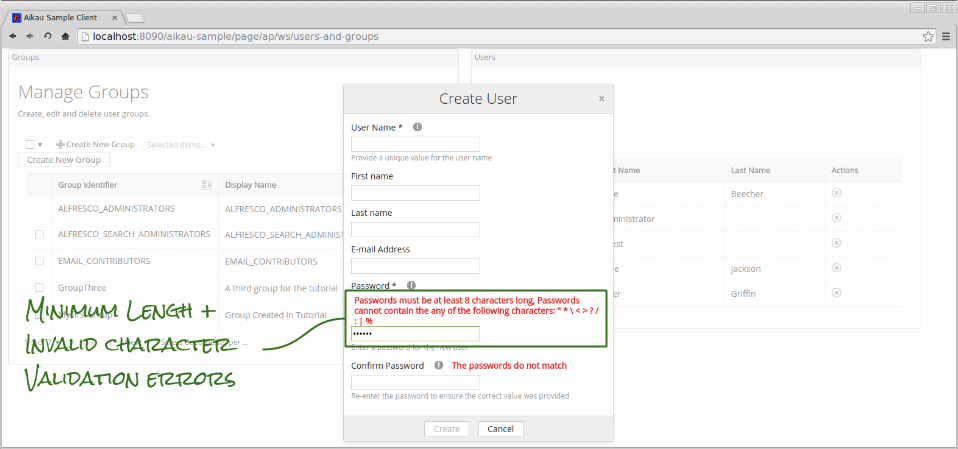 Aikau Sample Client
localhost:8090/aikau-sample/page/ap/ws/users-and-groups
Groups
Users
Manage Groups
Create, edit and delete user groups.
Create New Group
Selected items...
Create New Group
Group Identifier
Display Name
ALFRESCO_ADMINISTRATORS
ALFRESCO_ADMINISTRATORS
ALFRESCO_SEARCH_ADMINISTRATORS
ALFRESCO_SEARCH_ADMINISTRATORS
EMAIL_CONTRIBUTORS
EMAIL_CONTRIBUTORS
GroupThree
A third group for the tutorial
Group Created in Tutorial
Create User
x
User Name *
Provide a unique value for the user name
First name
Last name
E-mail Address
Password *
Passwords must be at least 8 characters long, Passwords
cannot contain the any of the following characters: " * \ < > ? /
: | %
••••••
Enter a password for the new user
Confirm Password
The passwords do not match
Re-enter the password to ensure the correct value was provided
Create
Cancel
Name
Last Name
Actions
Beecher
Jackson
Griffin
Minimum Lengh +
Invalid character
Validation errors